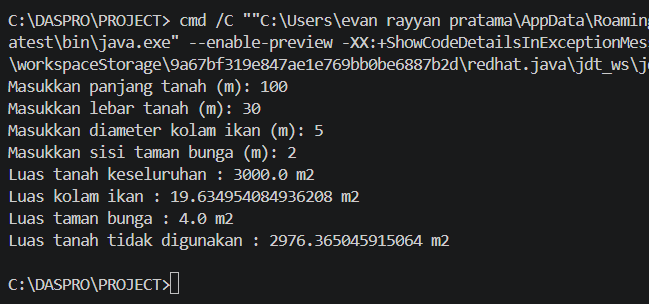 C:\DASPRO\PROJECT> cmd /C ""C:\Users\evan rayyan pratama\AppData\Roaming
atest\bin\java.exe" --enable-preview -XX:+ShowCodeDetailsInExceptionMes
\workspaceStorage\9a67bf319e847ae1e769bb0be6887b2d\redhat.java\jdt_ws\jd
Masukkan panjang tanah (m): 100
Masukkan lebar tanah (m): 30
Masukkan diameter kolam ikan (m): 5
Masukkan sisi taman bunga (m): 2
Luas tanah keseluruhan : 3000.0 m2
Luas kolam ikan : 19.634954084936208 m2
Luas taman bunga : 4.0 m2
Luas tanah tidak digunakan : 2976.365045915064 m2
C:\DASPRO\PROJECT>